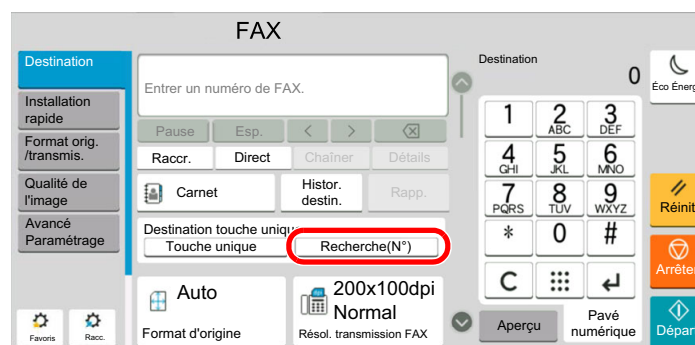 FAX
Destination
Installation
rapide
Format orig.
/transmis.
Qualité de
l'image
Avancé
Paramétrage
Favoris
Racc.
Entrer un numéro de FAX.
Pause
Esp.
<
>
Raccr.
Direct
Chaîner
Détails
Carnet
Histor.
destin.
Rapp.
Destination touche uniqu
Touche unique
Recherche(N°)
Auto
Format d'origine
200x100dpi
Normal
Résol. transmission FAX
Destination
0
1
2
ABC
3
DEF
4
GHI
5
JKL
6
MNO
7
PQRS
8
TUV
9
WXYZ
*
0
#
C
Aperçu
Pavé
numérique
Éco Énerg
Réinit
Arrêter
Départ